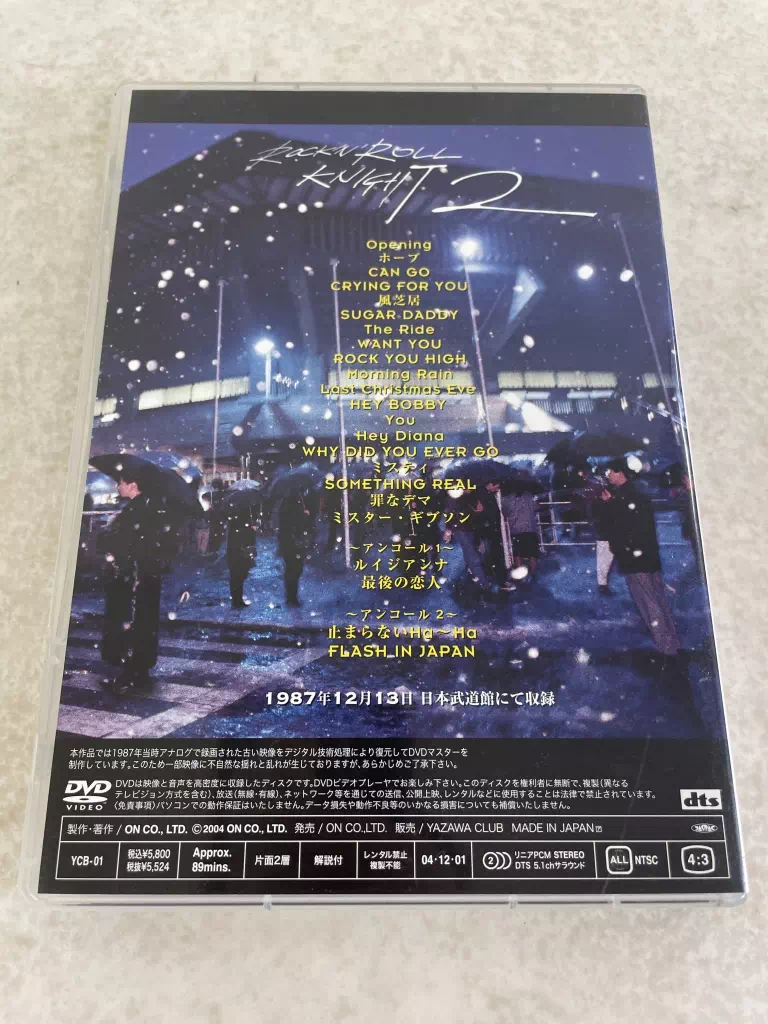 ROCK'N'ROLL
KNIGHT 2
Opening
ホープ
CAN GO
CRYING FOR YOU
風芝居
SUGAR DADDY
The Ride
WANT YOU
ROCK YOU HIGH
Morning Rain
Last Christmas Eve
HEY BOBBY
You
Hey Diana
WHY DID YOU EVER GO
ミスティ
SOMETHING REAL
罪なデマ
ミスター・ギブソン
～アンコール 1～
ルイジアンナ
最後の恋人
～アンコール 2～
止まらないHa～Ha
FLASH IN JAPAN
1987年12月13日 日本武道館にて収録
本作品では1987年当時アナログで録画された古い映像をデジタル技術処理により復元してDVDマスターを
制作しています。このため一部映像に不自然な揺れと乱れが生じておりますが、あらかじめご了承下さい。
DVD VIDEO
DVDは映像と音声を高密度に収録したディスクです。DVDビデオプレーヤでお楽しみ下さい。このディスクを権利者に無断で、複製(異なる
テレビジョン方式を含む)、放送(無線・有線)、ネットワーク等を通じての送信、公開上映、レンタルなどに使用することは法律で禁止されています。
(免責事項)パソコンでの動作保証はいたしません。データ損失や動作不良等のいかなる損害についても補償いたしません。
dts
製作・著作 / ON CO., LTD. ©2004 ON CO., LTD. 発売 / ON CO.,LTD. 販売 / YAZAWA CLUB MADE IN JAPAN
YCB-01 税込¥5,800 税抜¥5,524 Approx. 89mins. 片面2層 解説付 レンタル禁止 複製不能 04・12・01 2 リニアPCM STEREO DTS 5.1chサラウンド ALL NTSC 4:3